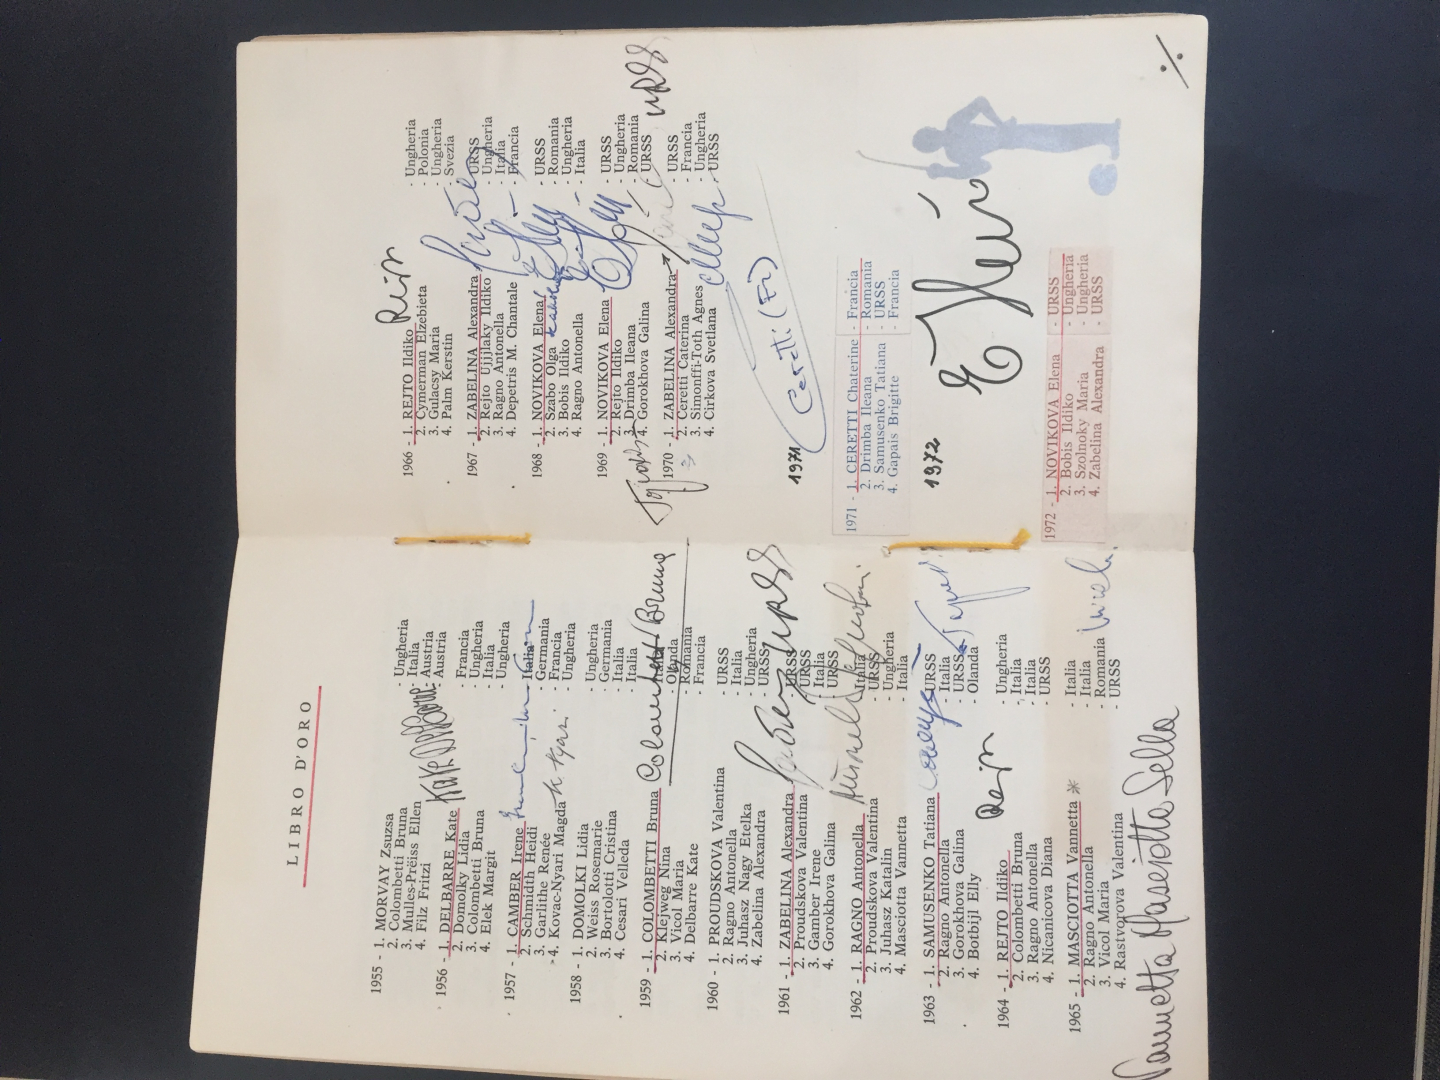 LIBRO D'ORO
1955 - 1. MORVAY Zsuzsa - Ungheria
2. Colombetti Bruna - Italia
3. Mulles-Prëiss Ellen - Austria
4. Filz Fritzi - Austria
1956 - 1. DELBARRE Kate - Francia
2. Domolky Lidia - Ungheria
3. Colombetti Bruna - Italia
4. Elek Margit - Ungheria
1957 - 1. CAMBER Irene - Italia
2. Schmidth Heidi - Germania
3. Garlithe Renée - Francia
4. Kovac-Nyari Magda - Ungheria
1958 - 1. DOMOLKI Lidia - Ungheria
2. Weiss Rosemarie - Germania
3. Bortolotti Cristina - Italia
4. Cesari Velleda - Italia
1959 - 1. COLOMBETTI Bruna - Italia
Colombetti Bruna
2. Klejweg Nina - Olanda
3. Vicol Maria - Romania
4. Delbarre Kate - Francia
1960 - 1. PROUDSKOVA Valentina - URSS
2. Ragno Antonella - Italia
3. Juhasz Nagy Etelka - Ungheria
4. Zabelina Alexandra - URSS
1961 - 1. ZABELINA Alexandra - URSS
URSS
2. Proudskova Valentina - URSS
3. Gamber Irene - Italia
4. Gorokhova Galina - URSS
1962 - 1. RAGNO Antonella - Italia
2. Proudskova Valentina - URSS
3. Juhasz Katalin - Ungheria
4. Masciotta Vannetta - Italia
1963 - 1. SAMUSENKO Tatiana - URSS
2. Ragno Antonella - Italia
3. Gorokhova Galina - URSS
4. Botbijl Elly - Olanda
1964 - 1. REJTO Ildiko - Ungheria
2. Colombetti Bruna - Italia
3. Ragno Antonella - Italia
4. Nicanicova Diana - URSS
1965 - 1. MASCIOTTA Vannetta - Italia
2. Ragno Antonella - Italia
3. Vicol Maria - Romania
4. Rastvorova Valentina - URSS
Vannetta Masciotta Sella
1966 - 1. REJTO Ildiko - Ungheria
2. Cymerman Elzebieta - Polonia
3. Gulacsy Maria - Ungheria
4. Palm Kerstin - Svezia
1967 - 1. ZABELINA Alexandra - URSS
2. Rejto Ujjlaky Ildiko - Ungheria
3. Ragno Antonella - Italia
4. Depetris M. Chantale - Francia
1968 - 1. NOVIKOVA Elena - URSS
2. Szabo Olga - Romania
3. Bobis Ildiko - Ungheria
4. Ragno Antonella - Italia
1969 - 1. NOVIKOVA Elena - URSS
2. Rejto Ildiko - Ungheria
3. Drimba Ileana - Romania
4. Gorokhova Galina - URSS
URSS
1970 - 1. ZABELINA Alexandra - URSS
2. Ceretti Caterina - Francia
3. Simonffi-Toth Agnes - Ungheria
4. Cirkova Svetlana - URSS
1971 Ceretti (Fi)
1971 - 1. CERETTI Chaterine - Francia
2. Drimba Ileana - Romania
3. Samusenko Tatiana - URSS
4. Gapais Brigitte - Francia
1972
1972 - 1. NOVIKOVA Elena - URSS
2. Bobis Ildiko - Ungheria
3. Szolnoky Maria - Ungheria
4. Zabelina Alexandra - URSS